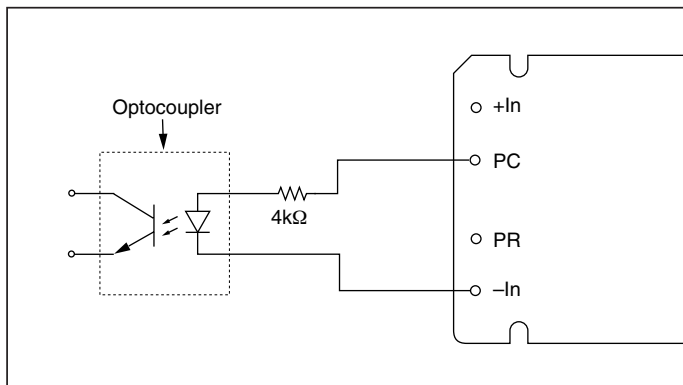 Optocoupler
+In
PC
4kΩ
PR
–In